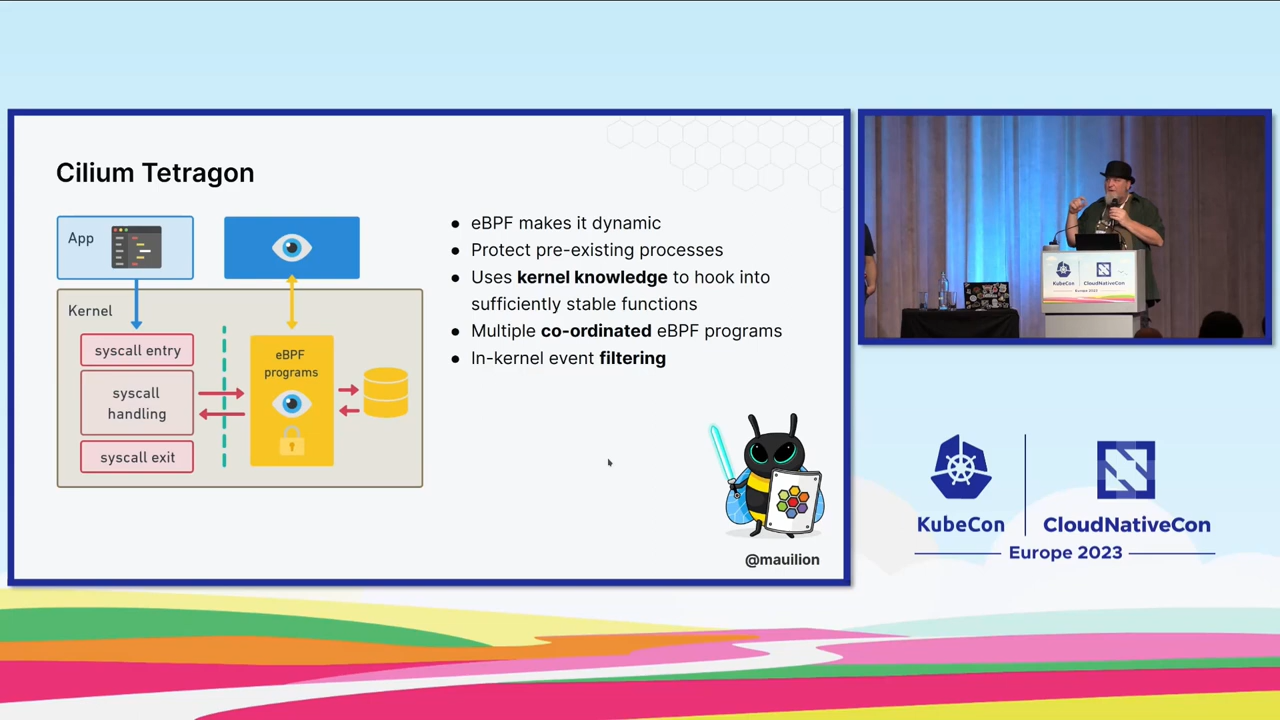 Cilium Tetragon
App
Kernel
syscall entry
syscall
handling
syscall exit
eBPF
programs
eBPF makes it dynamic
Protect pre-existing processes
Uses kernel knowledge to hook into
sufficiently stable functions
Multiple co-ordinated eBPF programs
In-kernel event filtering
@mauilion
KubeCon
CloudNativeCon
KubeCon
CloudNativeCon
Europe 2023